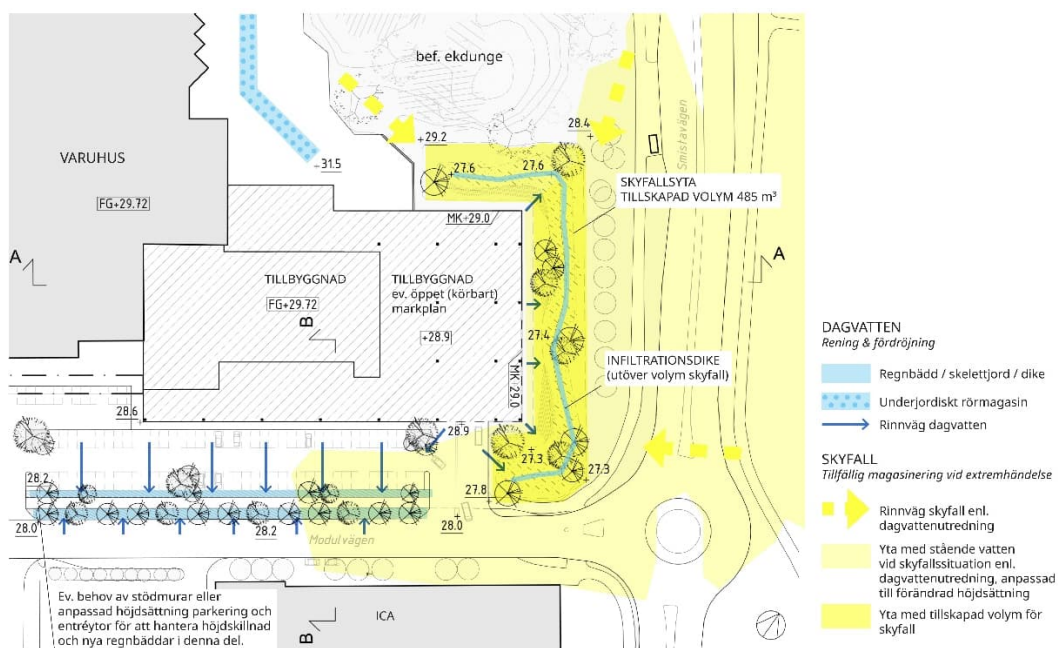 bef. ekdunge
Smistavägen
VARUHUS
FG+29.72
31.5
29.2
28.4
27.6
27.6
SKYFALLSYTA
TILLSKAPAD VOLYM 485 m³
MK+29.0
A
A
TILLBYGGNAD
FG+29.72
TILLBYGGNAD
ev. öppet (körbart)
markplan
+28.9
B
27.4
INFILTRATIONSDIKE
(utöver volym skyfall)
MK+29.0
28.6
28.9
27.3
27.3
28.2
27.8
28.0
28.2
28.0
Modulvägen
Ev. behov av stödmurar eller
anpassad höjdsättning parkering och
entréytor för att hantera höjdskillnad
och nya regnbäddar i denna del.
B
ICA
DAGVATTEN
Rening & fördröjning
Regnbädd / skelettjord / dike
Underjordiskt rörmagasin
Rinnväg dagvatten
SKYFALL
Tillfällig magasinering vid extremhändelse
Rinnväg skyfall enl.
dagvattenutredning
Yta med stående vatten
vid skyfallssituation enl.
dagvattenutredning, anpassad
till förändrad höjdsättning
Yta med tillskapad volym för
skyfall